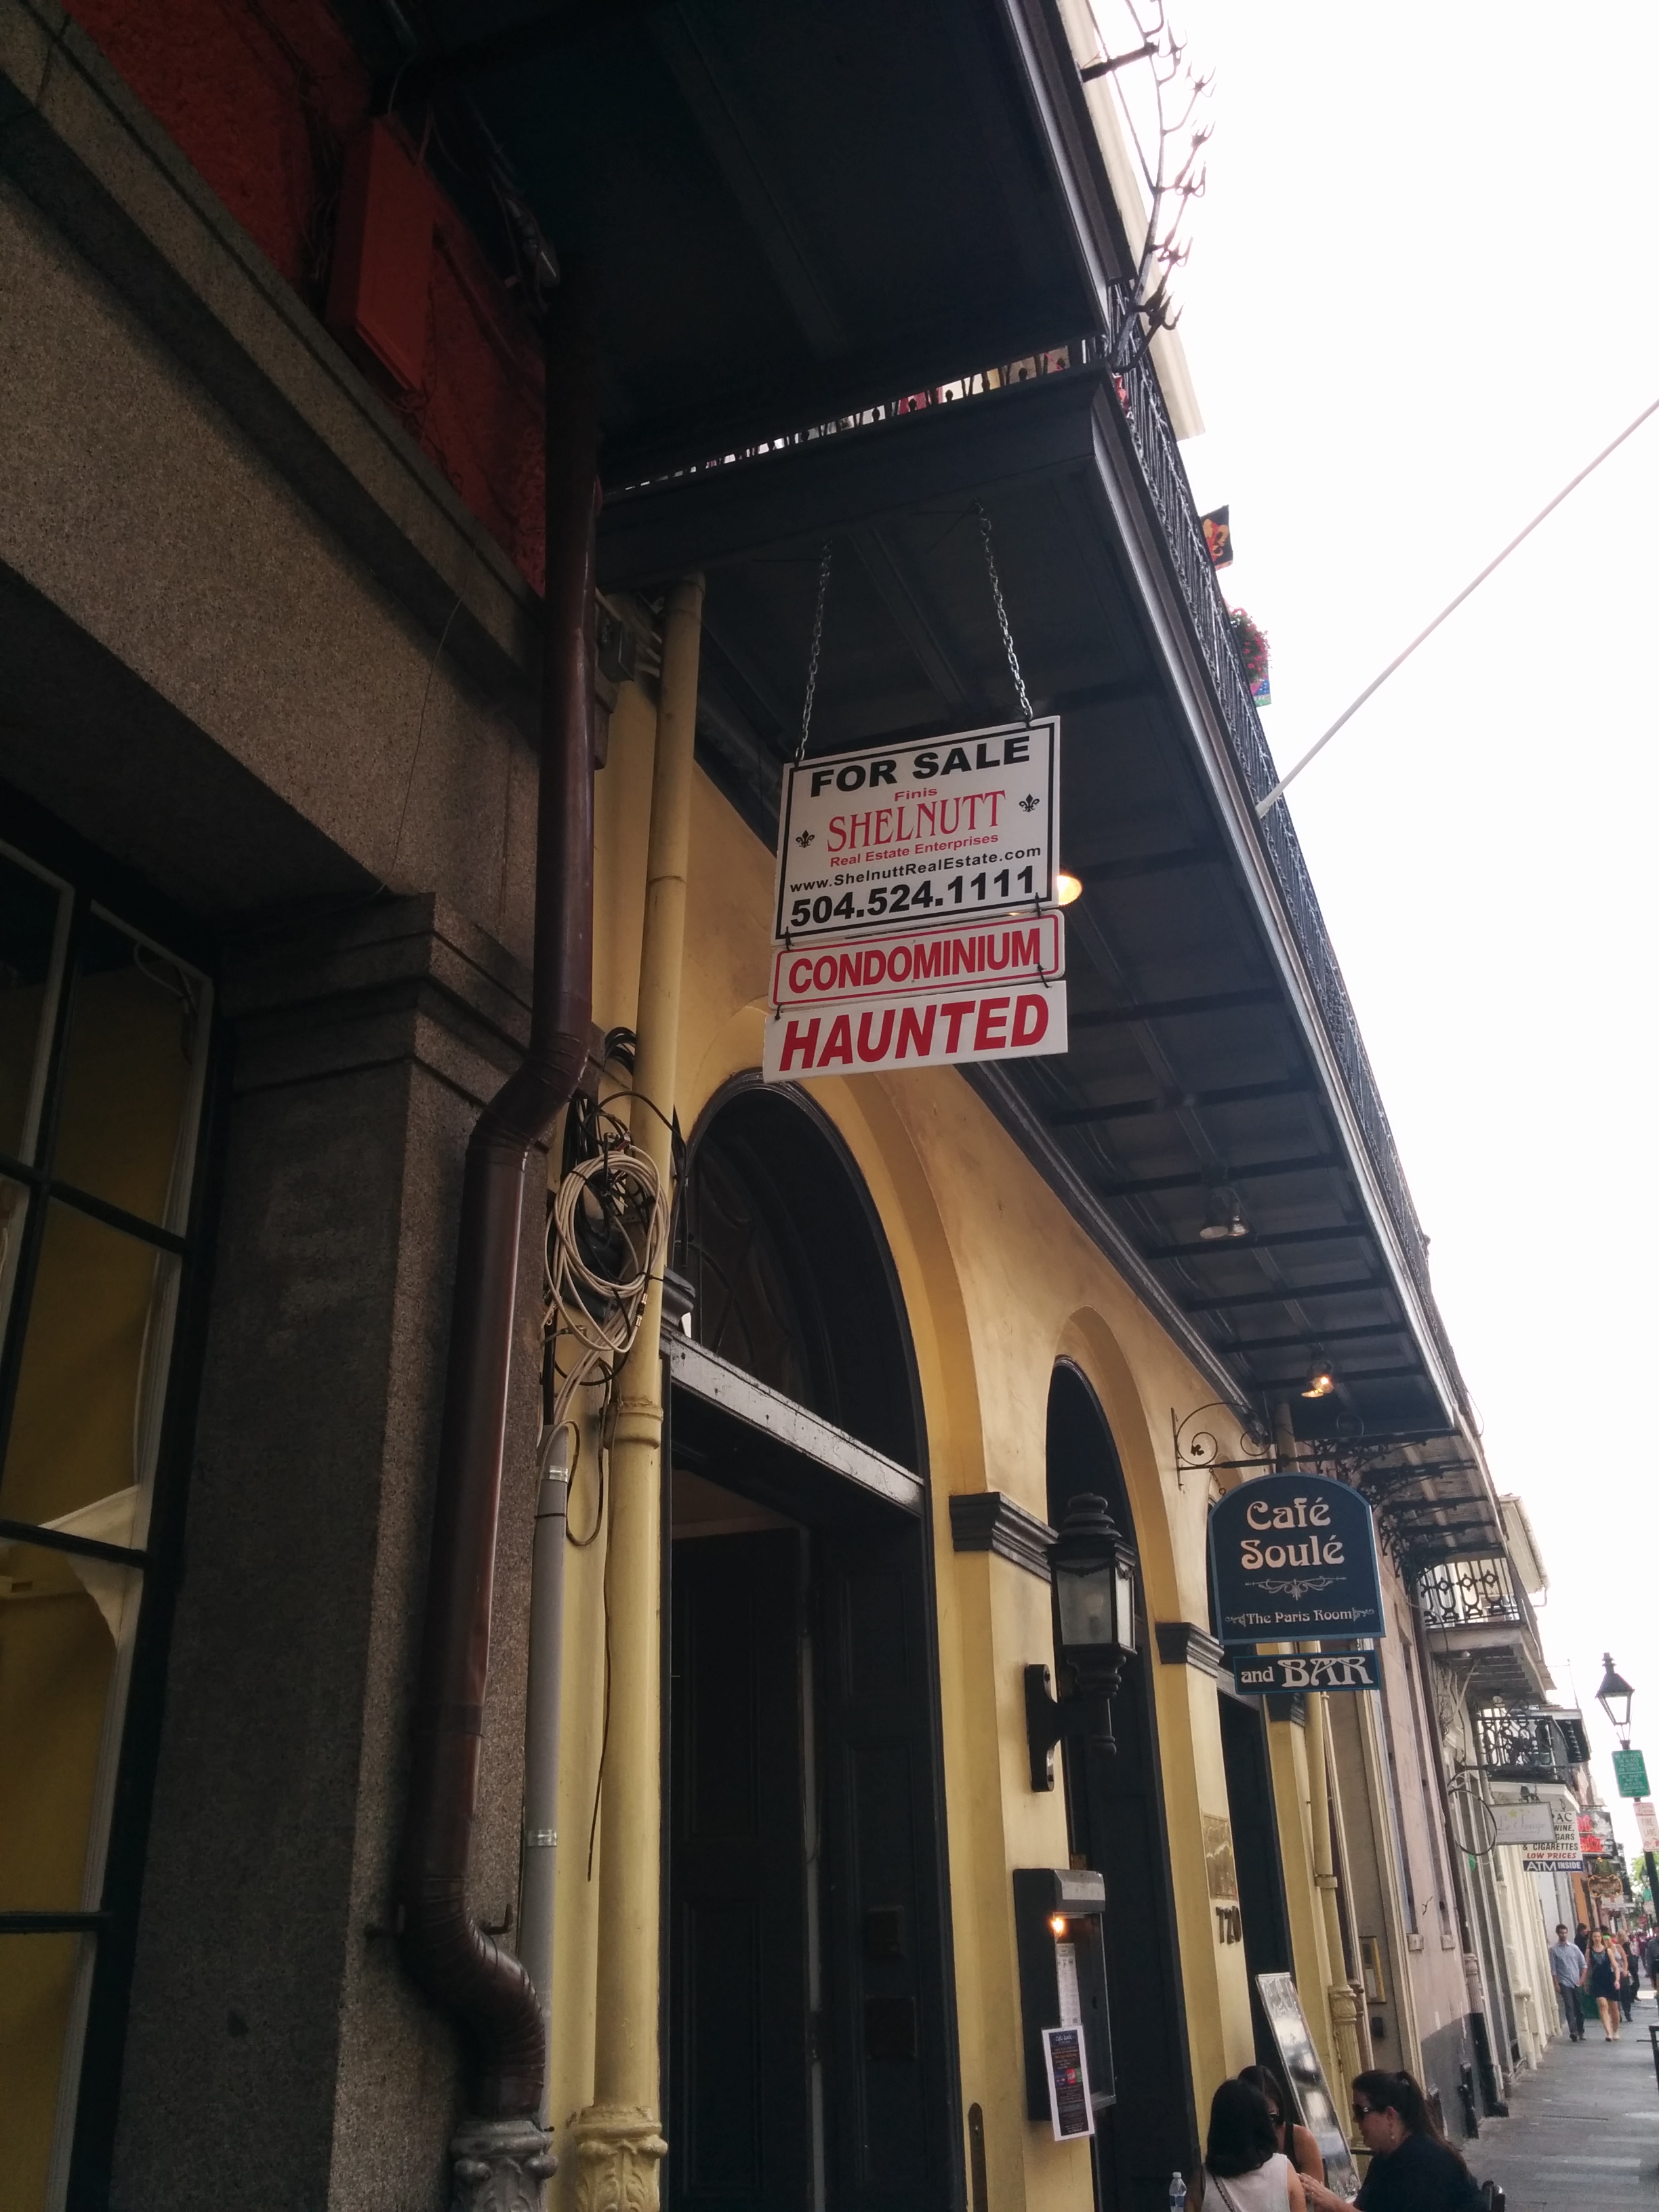 FOR SALE
Finis
SHELNUTT
Real Estate Enterprises
www.ShelnuttRealEstate.com
504.524.1111
CONDOMINIUM
HAUNTED
Café
Soulé
The Paris Room
and BAR
720
WINE,
& CIGARETTES
LOW PRICES
ATM INSIDE